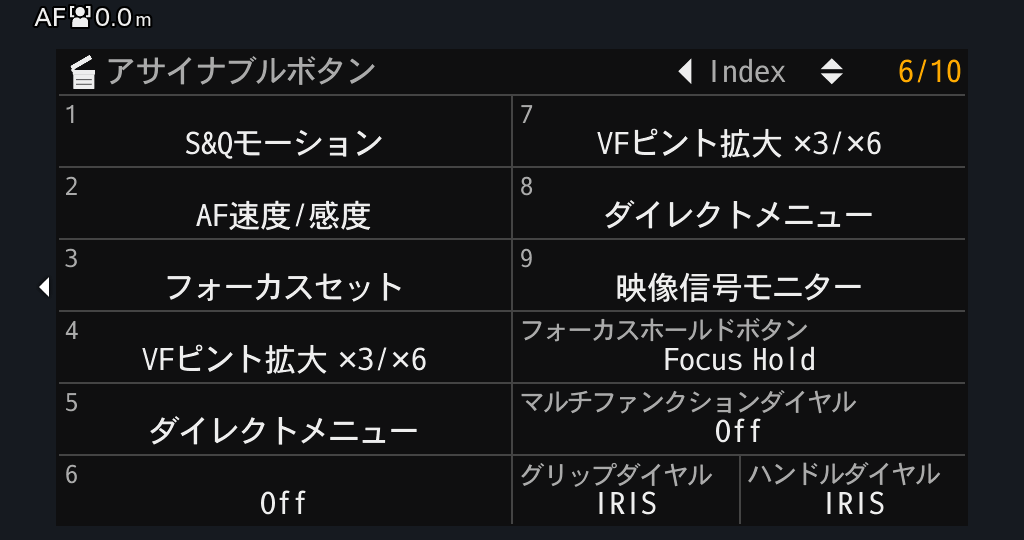 AF 0.0m
アサイナブルボタン Index 6/10
1
S&Qモーション
2
AF速度/感度
3
フォーカスセット
4
VFピント拡大 ×3/×6
5
ダイレクトメニュー
6
Off
7
VFピント拡大 ×3/×6
8
ダイレクトメニュー
9
映像信号モニター
フォーカスホールドボタン
Focus Hold
マルチファンクションダイヤル
Off
グリップダイヤル
IRIS
ハンドルダイヤル
IRIS